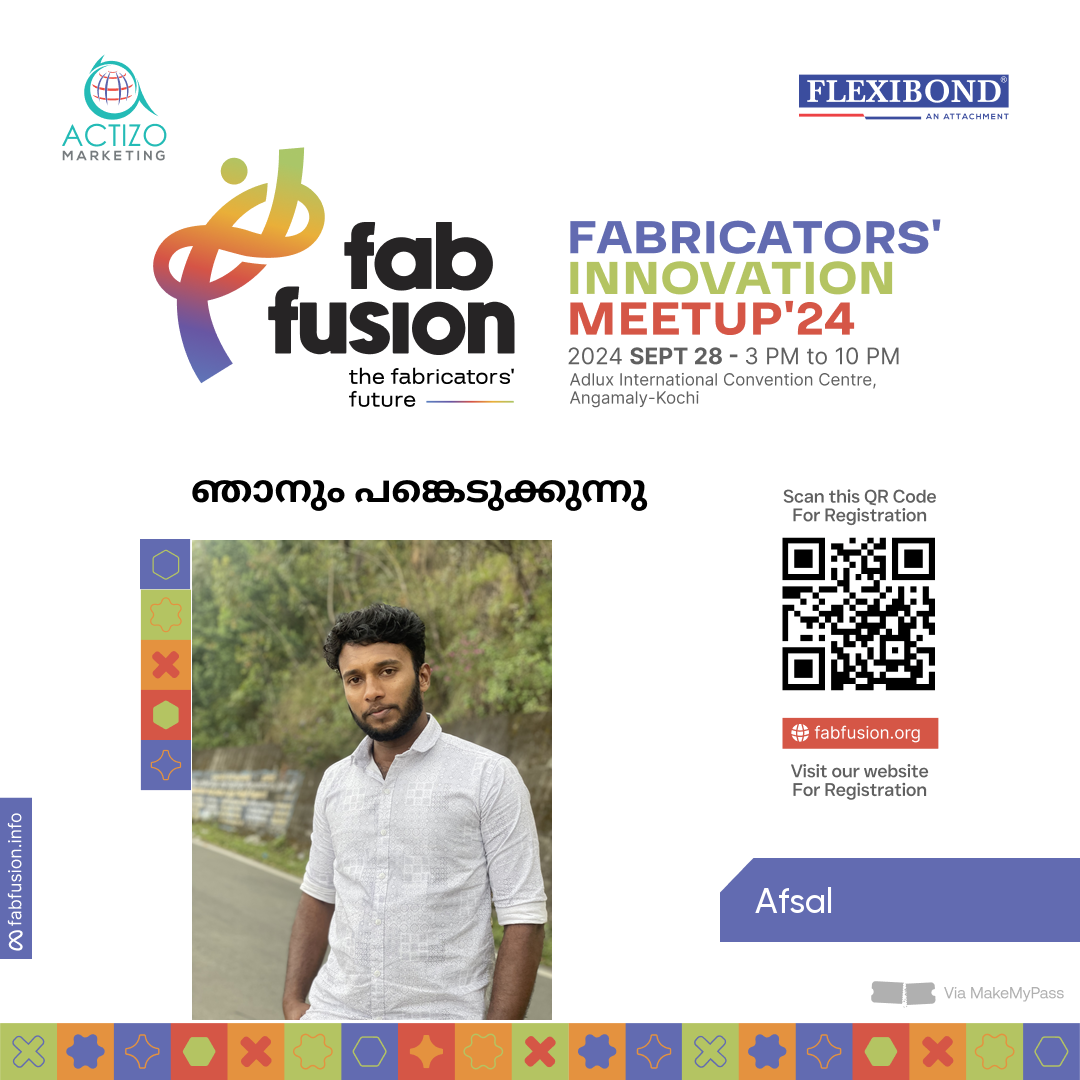 ACTIZO
MARKETING
FLEXIBOND®
AN ATTACHMENT
fab
fusion
the fabricators'
future
FABRICATORS'
INNOVATION
MEETUP'24
2024 SEPT 28 - 3 PM to 10 PM
Adlux International Convention Centre,
Angamaly-Kochi
ഞാനും പങ്കെടുക്കുന്നു
Scan this QR Code
For Registration
fabfusion.org
Visit our website
For Registration
fabfusion.info
Afsal
Via MakeMyPass